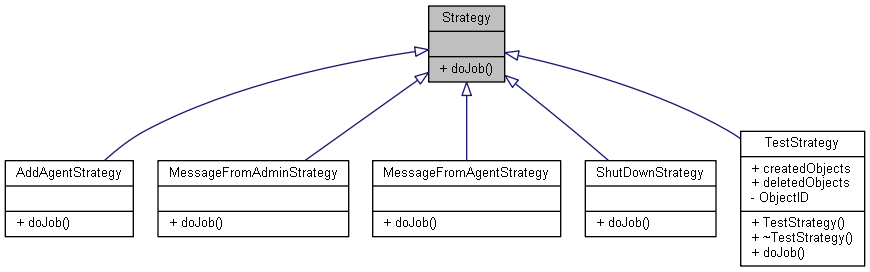 Strategy
+ doJob()
AddAgentStrategy
+ doJob()
MessageFromAdminStrategy
+ doJob()
MessageFromAgentStrategy
+ doJob()
ShutDownStrategy
+ doJob()
TestStrategy
+ createdObjects
+ deletedObjects
- ObjectID
+ TestStrategy()
+ ~TestStrategy()
+ doJob()